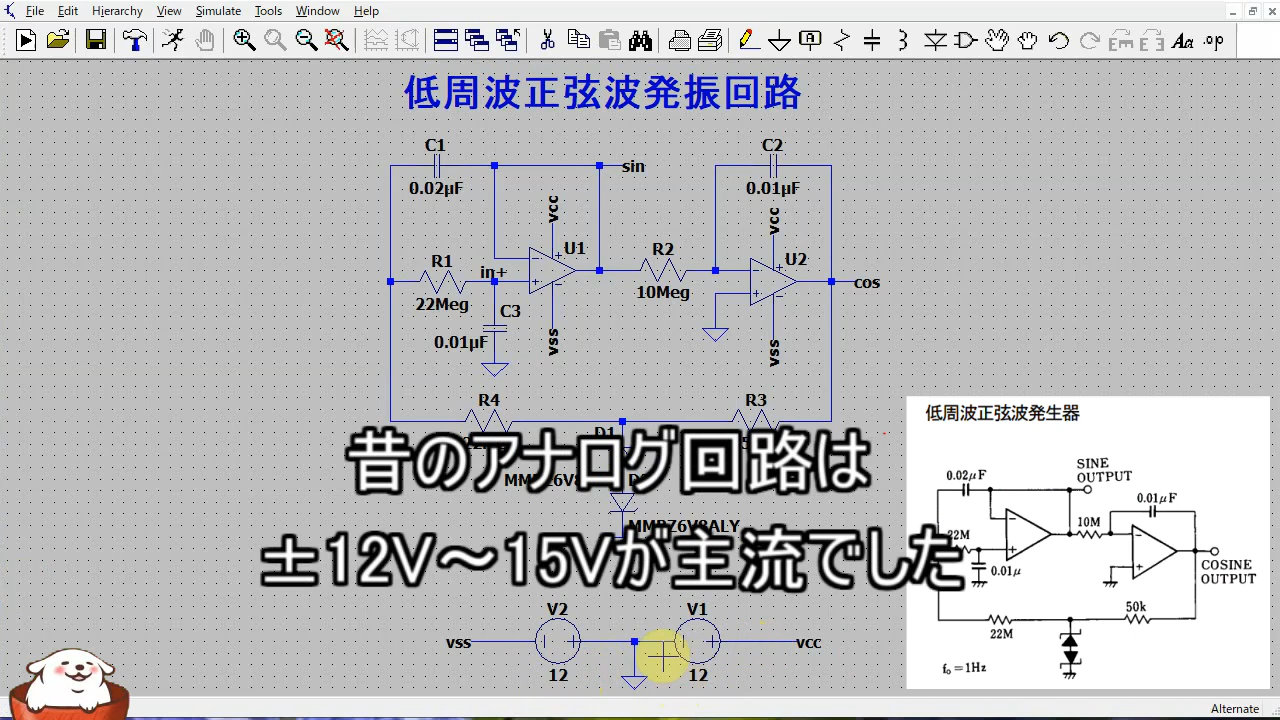 File Edit Hierarchy View Simulate Tools Window Help
低周波正弦波発振回路
C1
0.02µF
sin
C2
0.01µF
vcc
U1
vcc
U2
R1
22Meg
in+
R2
10Meg
cos
C3
0.01µF
vss
vss
R4
R3
D1
昔のアナログ回路は
MMBZ6V8ALY
±12V～15Vが主流でした
V2
V1
vss
vcc
12
12
低周波正弦波発生器
0.02µF
SINE
OUTPUT
0.01µF
22M
10M
0.01µ
COSINE
OUTPUT
22M
50k
f₀=1Hz
Alternate